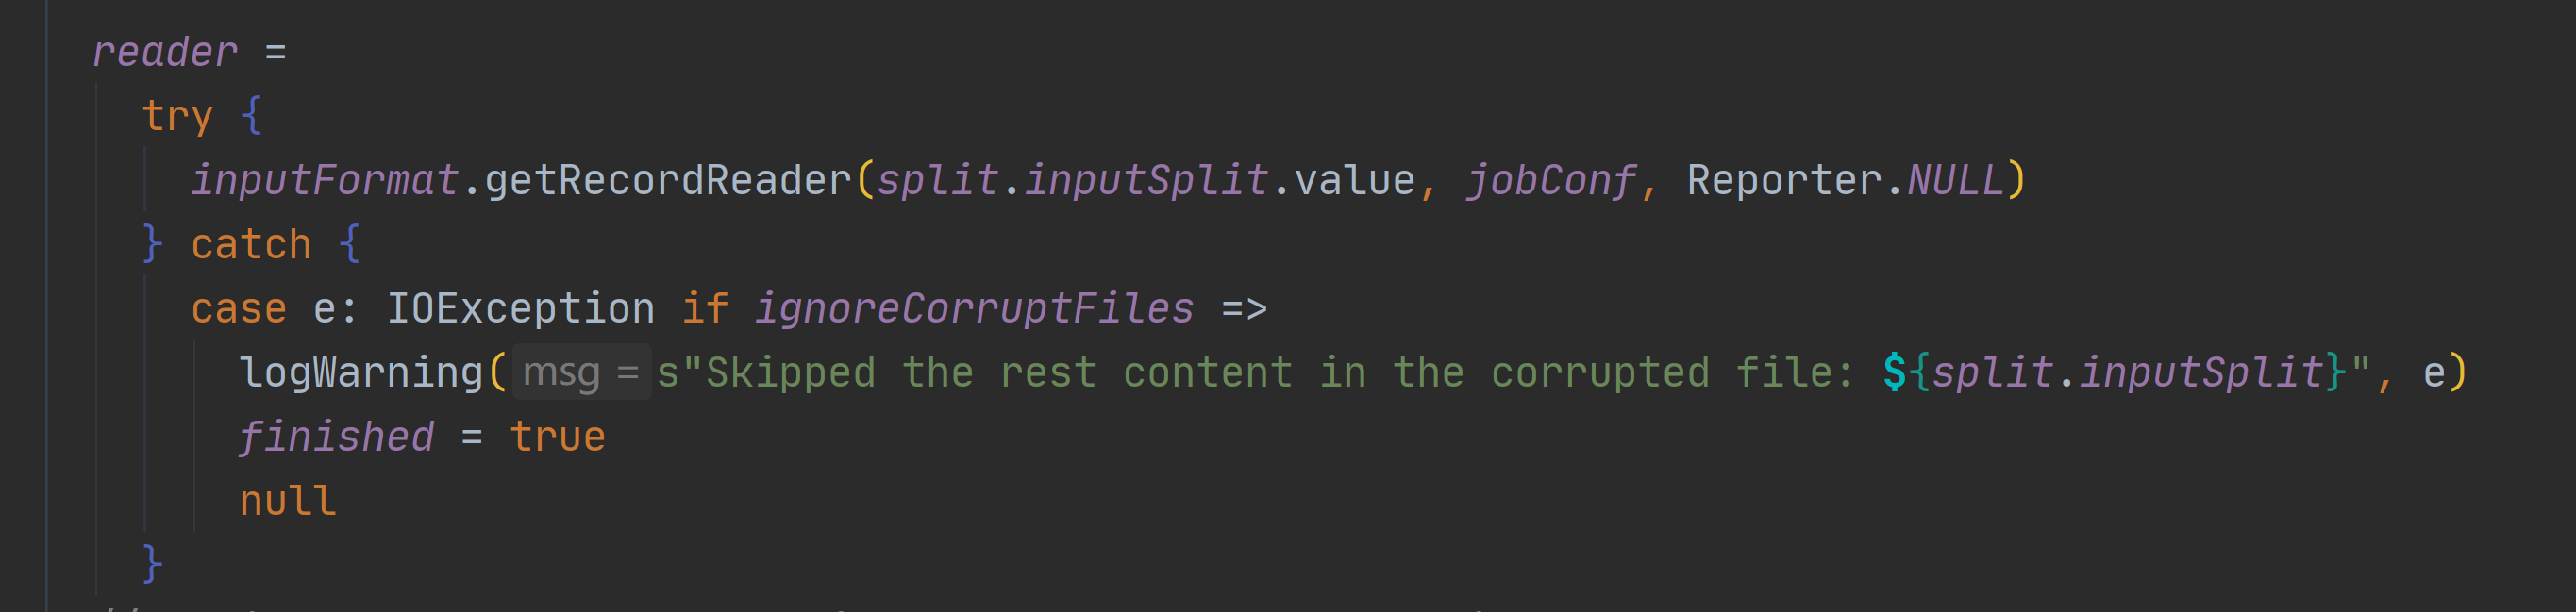 reader =
try {
inputFormat.getRecordReader(split.inputSplit.value, jobConf, Reporter.NULL)
} catch {
case e: IOException if ignoreCorruptFiles =>
logWarning( msg = s"Skipped the rest content in the corrupted file: ${split.inputSplit}", e)
finished = true
null
}